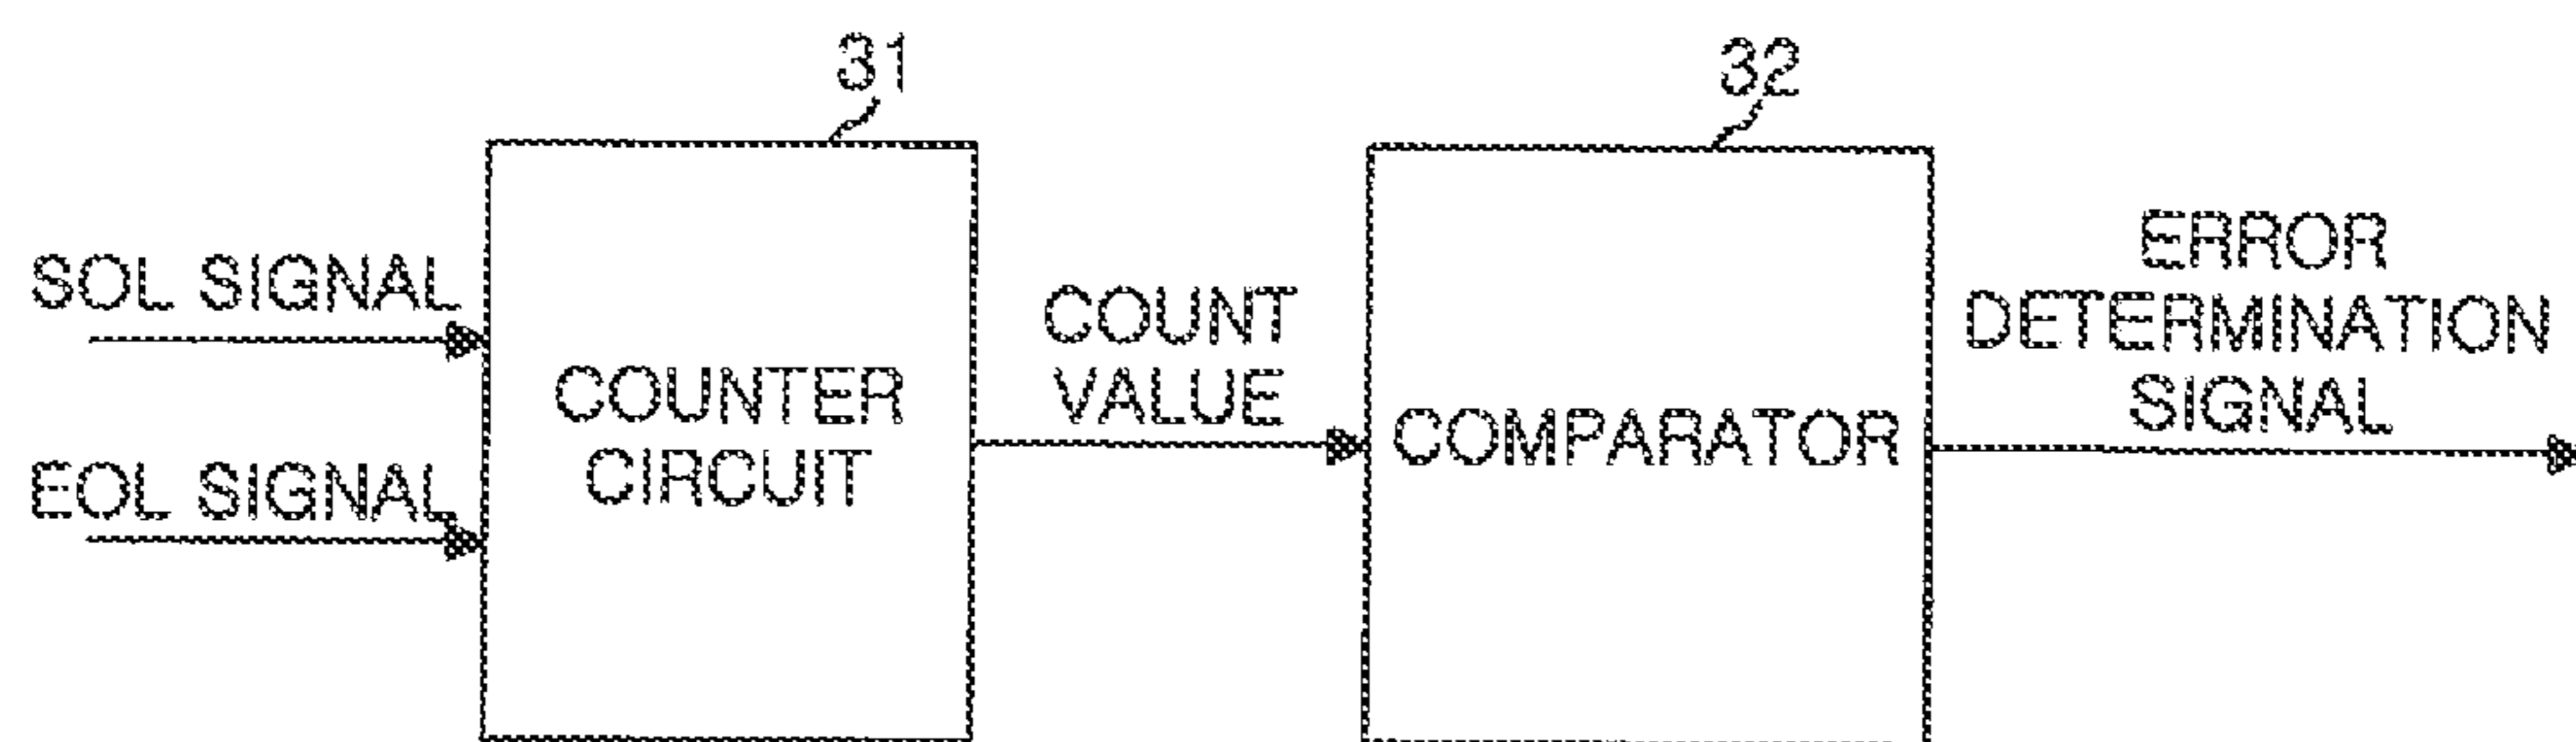 31
32
SOL SIGNAL
EOL SIGNAL
COUNTER
CIRCUIT
COUNT
VALUE
COMPARATOR
ERROR
DETERMINATION
SIGNAL